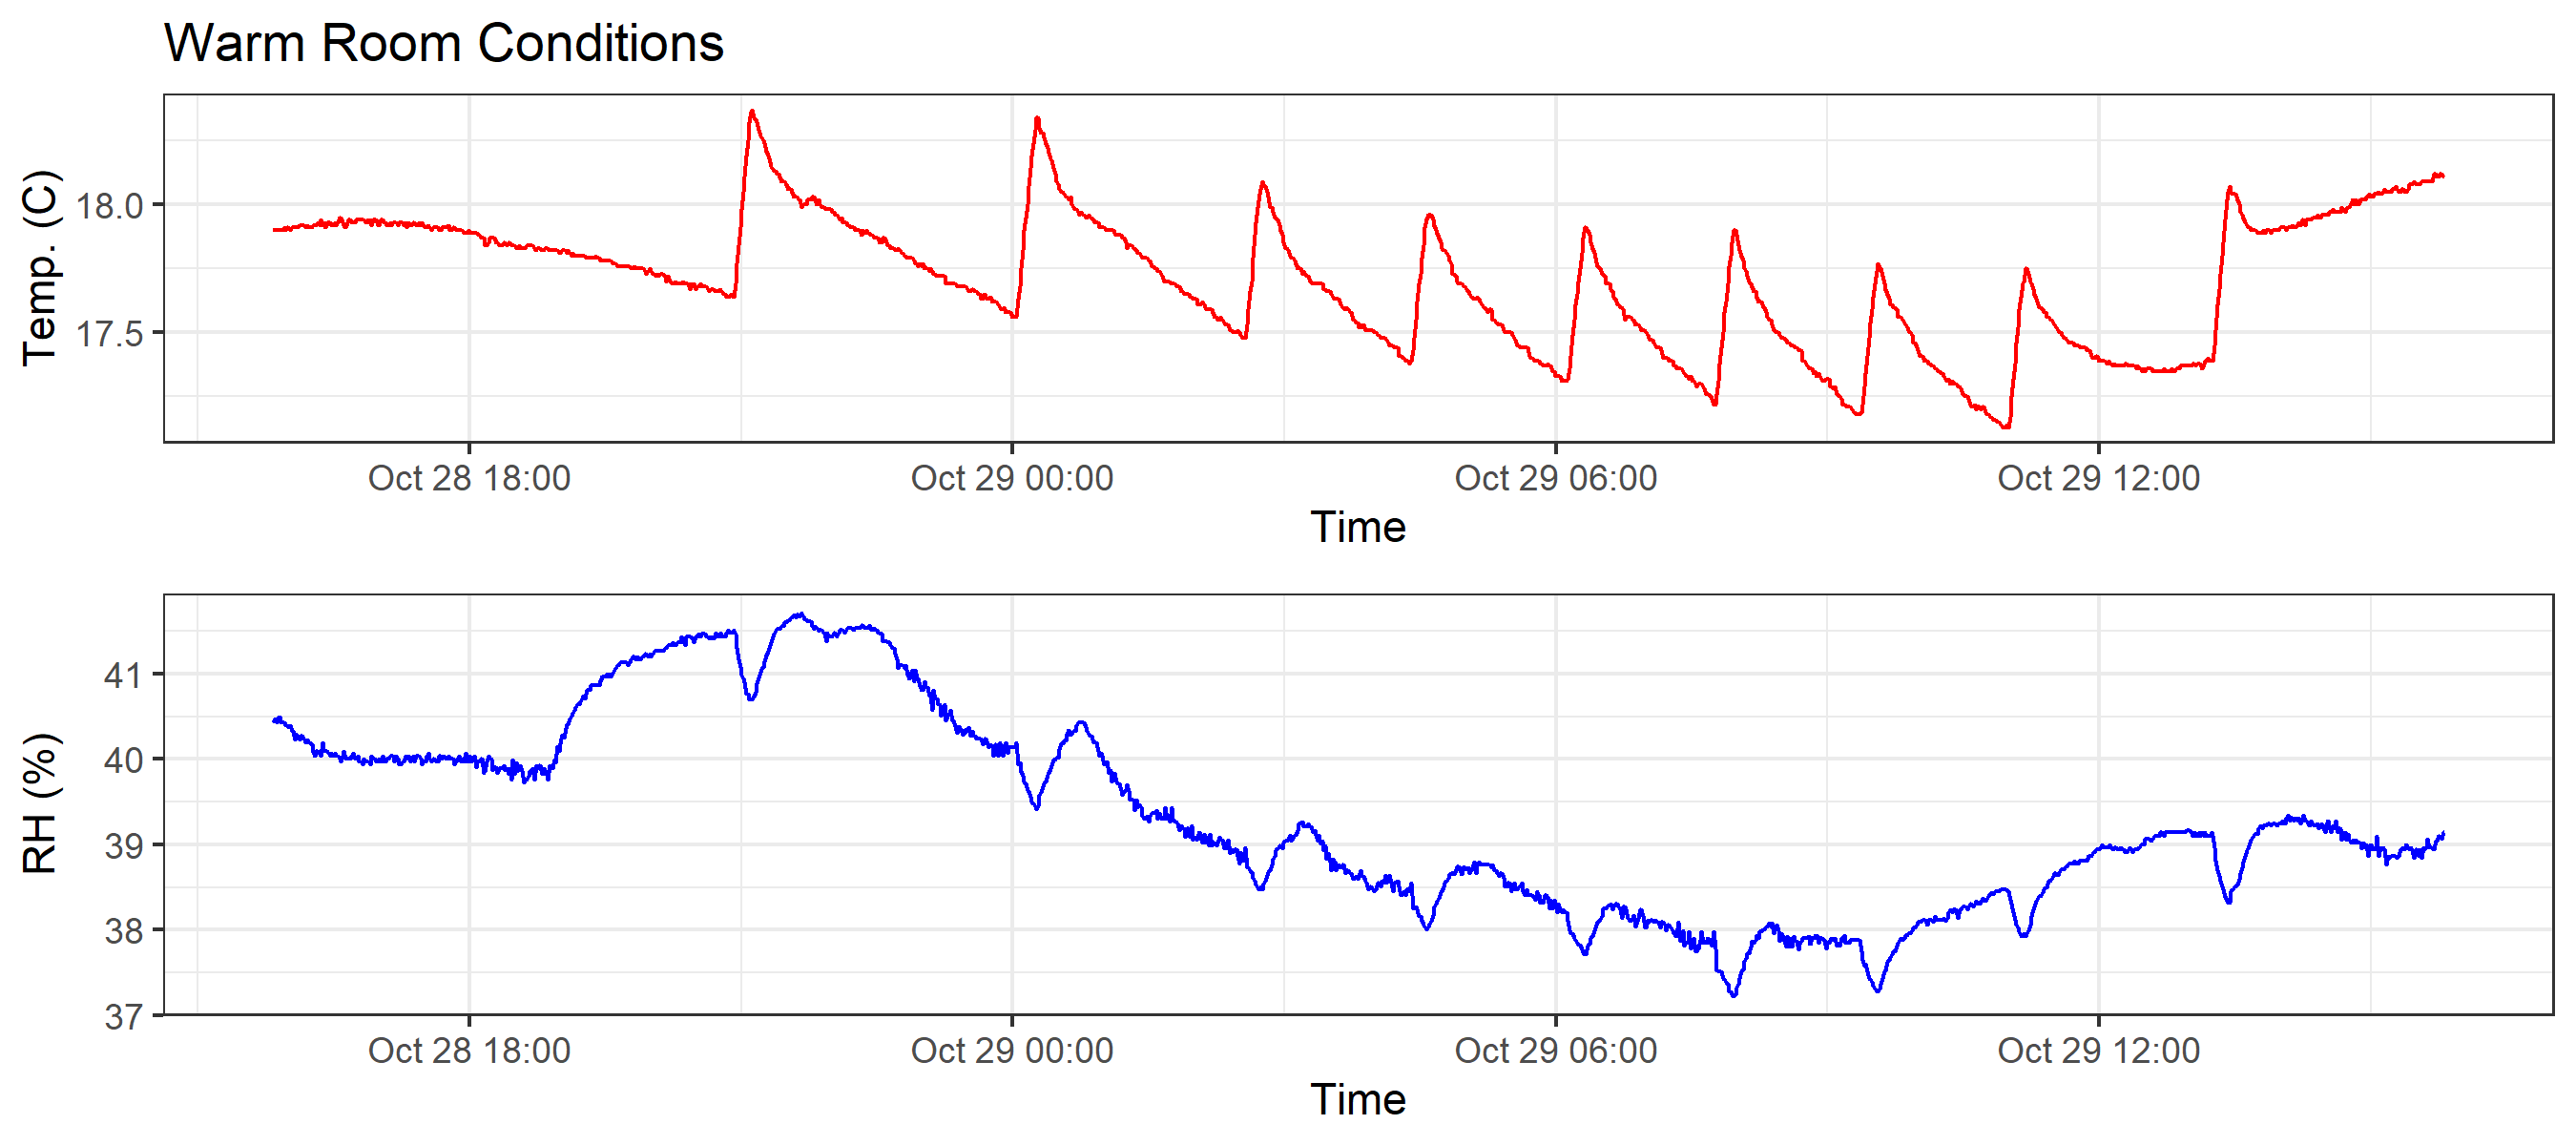 Warm Room Conditions
Temp. (C)
18.0
17.5
Oct 28 18:00 Oct 29 00:00 Oct 29 06:00 Oct 29 12:00
Time
RH (%)
41
40
39
38
37
Oct 28 18:00 Oct 29 00:00 Oct 29 06:00 Oct 29 12:00
Time